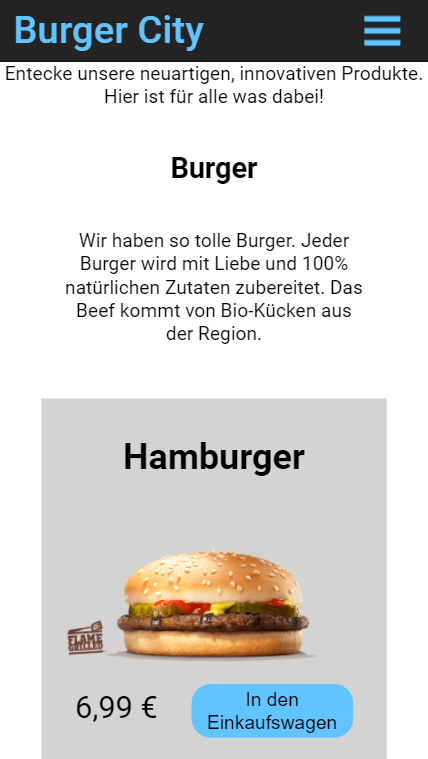 Burger City
Entecke unsere neuartigen, innovativen Produkte.
Hier ist für alle was dabei!
Burger
Wir haben so tolle Burger. Jeder
Burger wird mit Liebe und 100%
natürlichen Zutaten zubereitet. Das
Beef kommt von Bio-Kücken aus
der Region.
Hamburger
FLAME
GRILLED
6,99 €
In den
Einkaufswagen